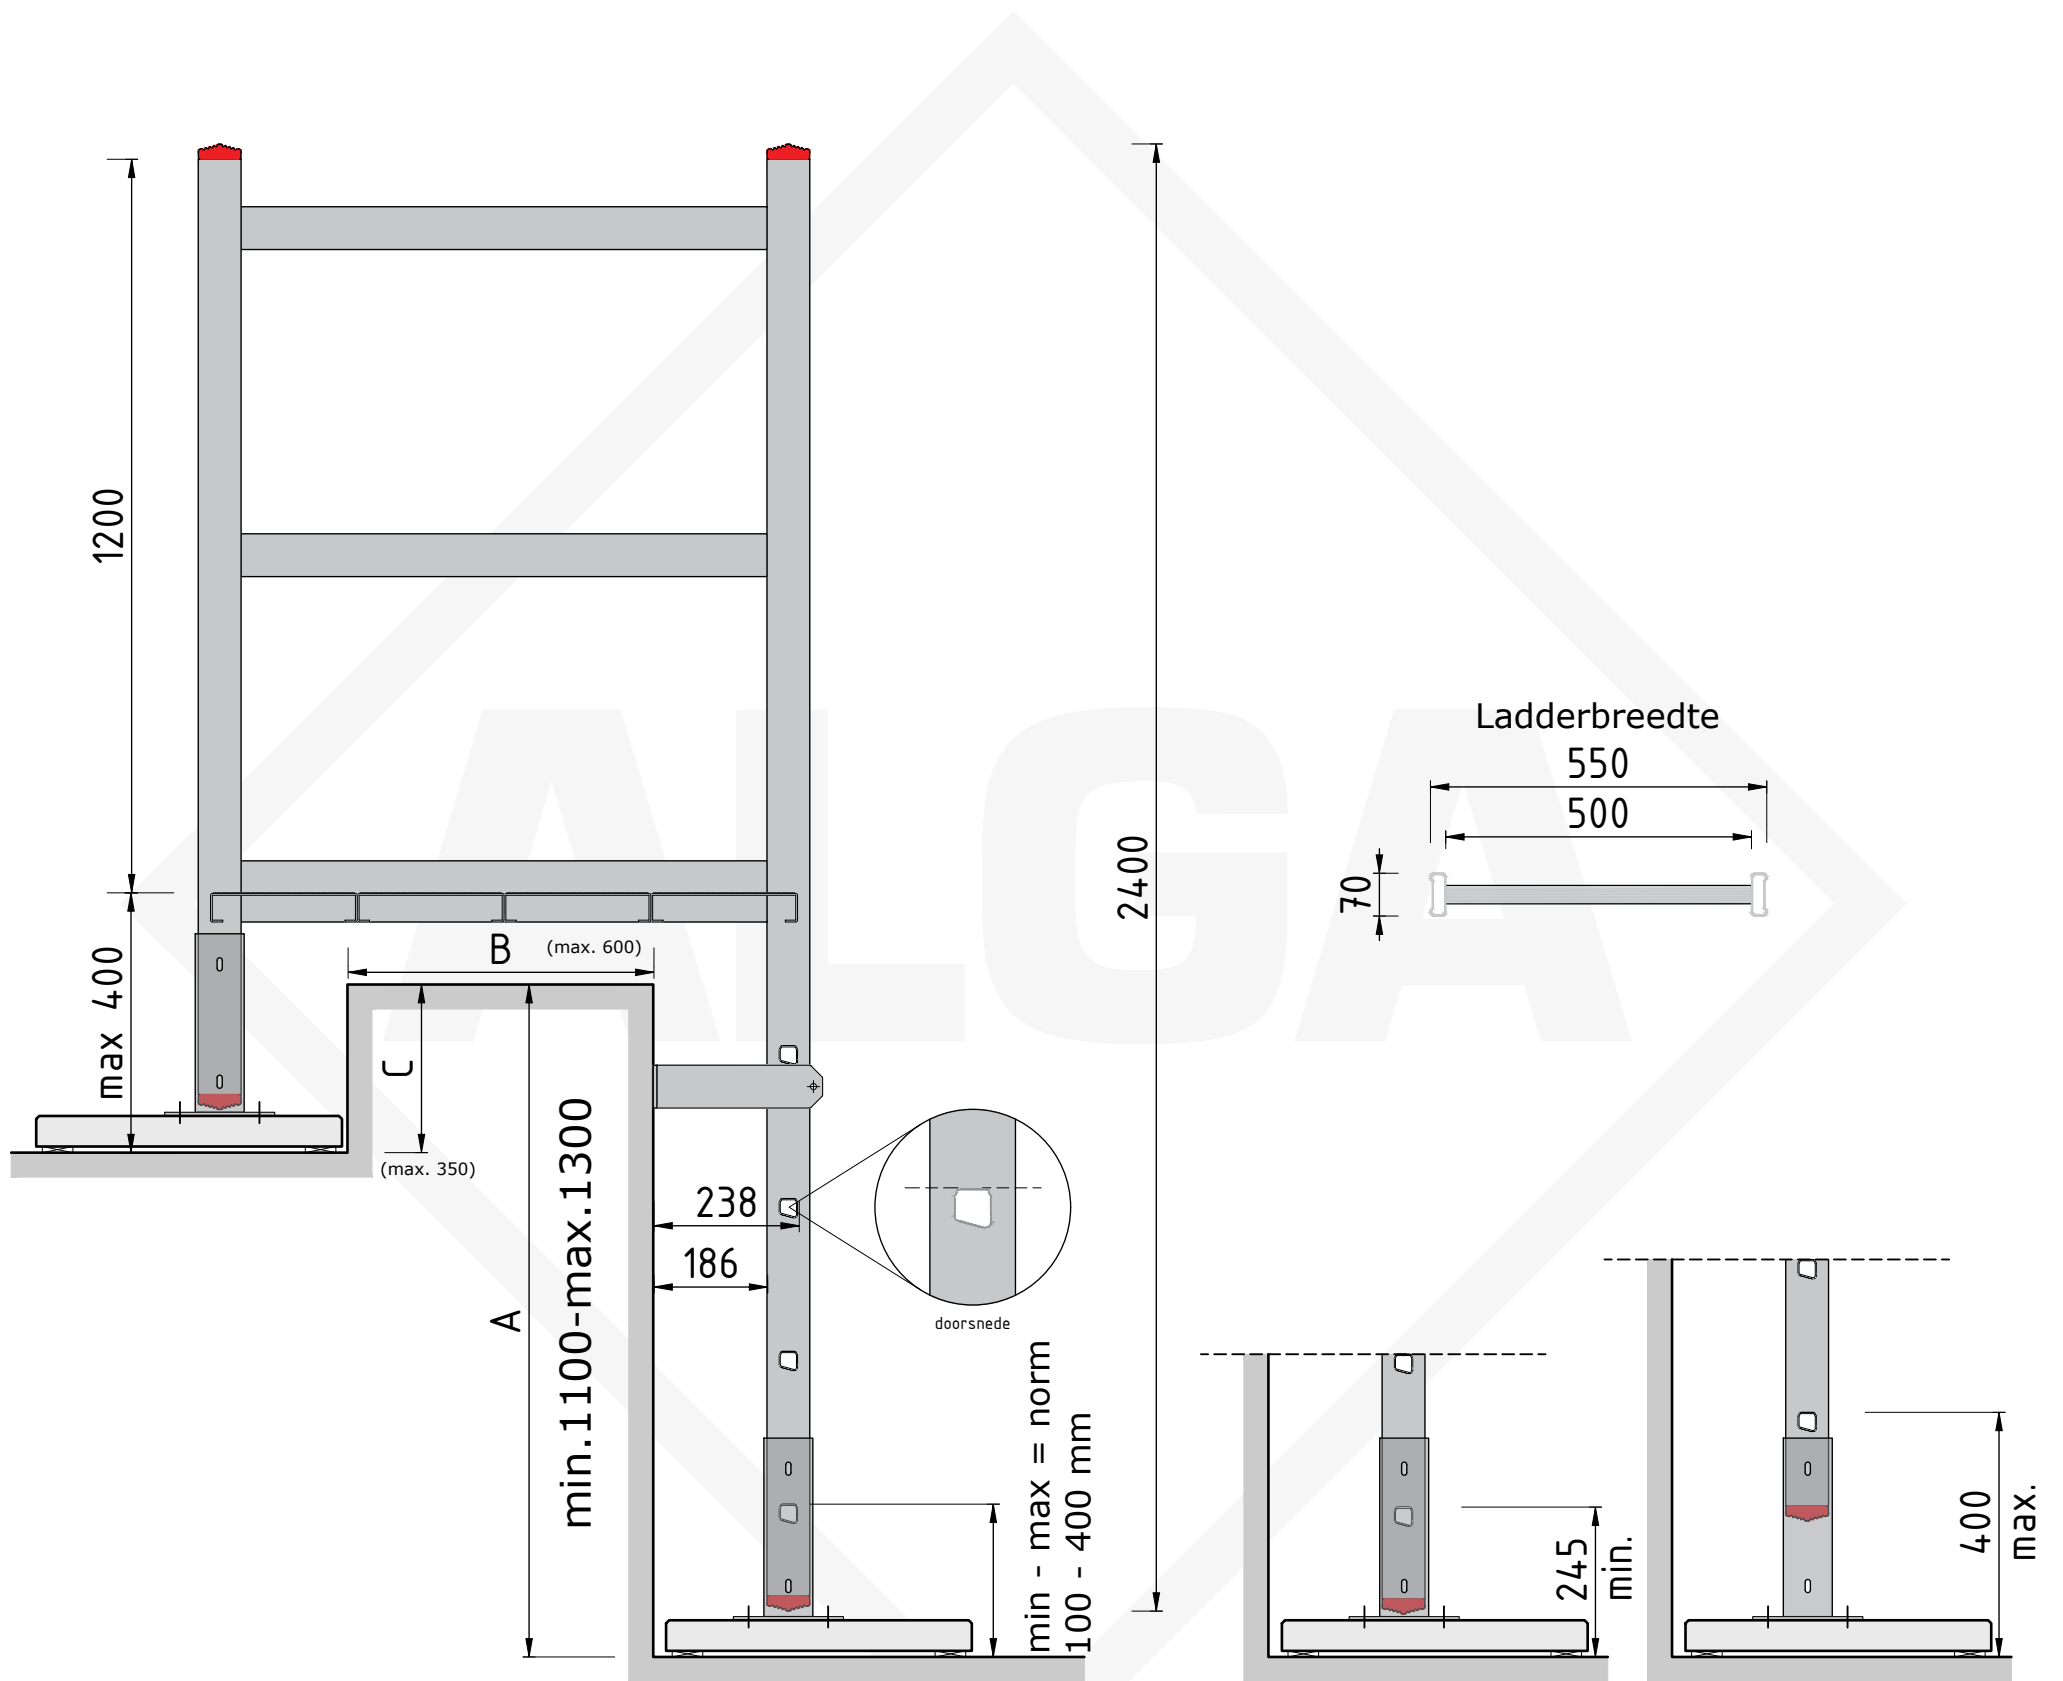 1200
max 400
B
(max. 600)
C
(max. 350)
A
min.1100-max.1300
238
186
doorsnede
min - max = norm
100 - 400 mm
2400
Ladderbreedte
550
500
70
245
min.
400
max.
ALGA